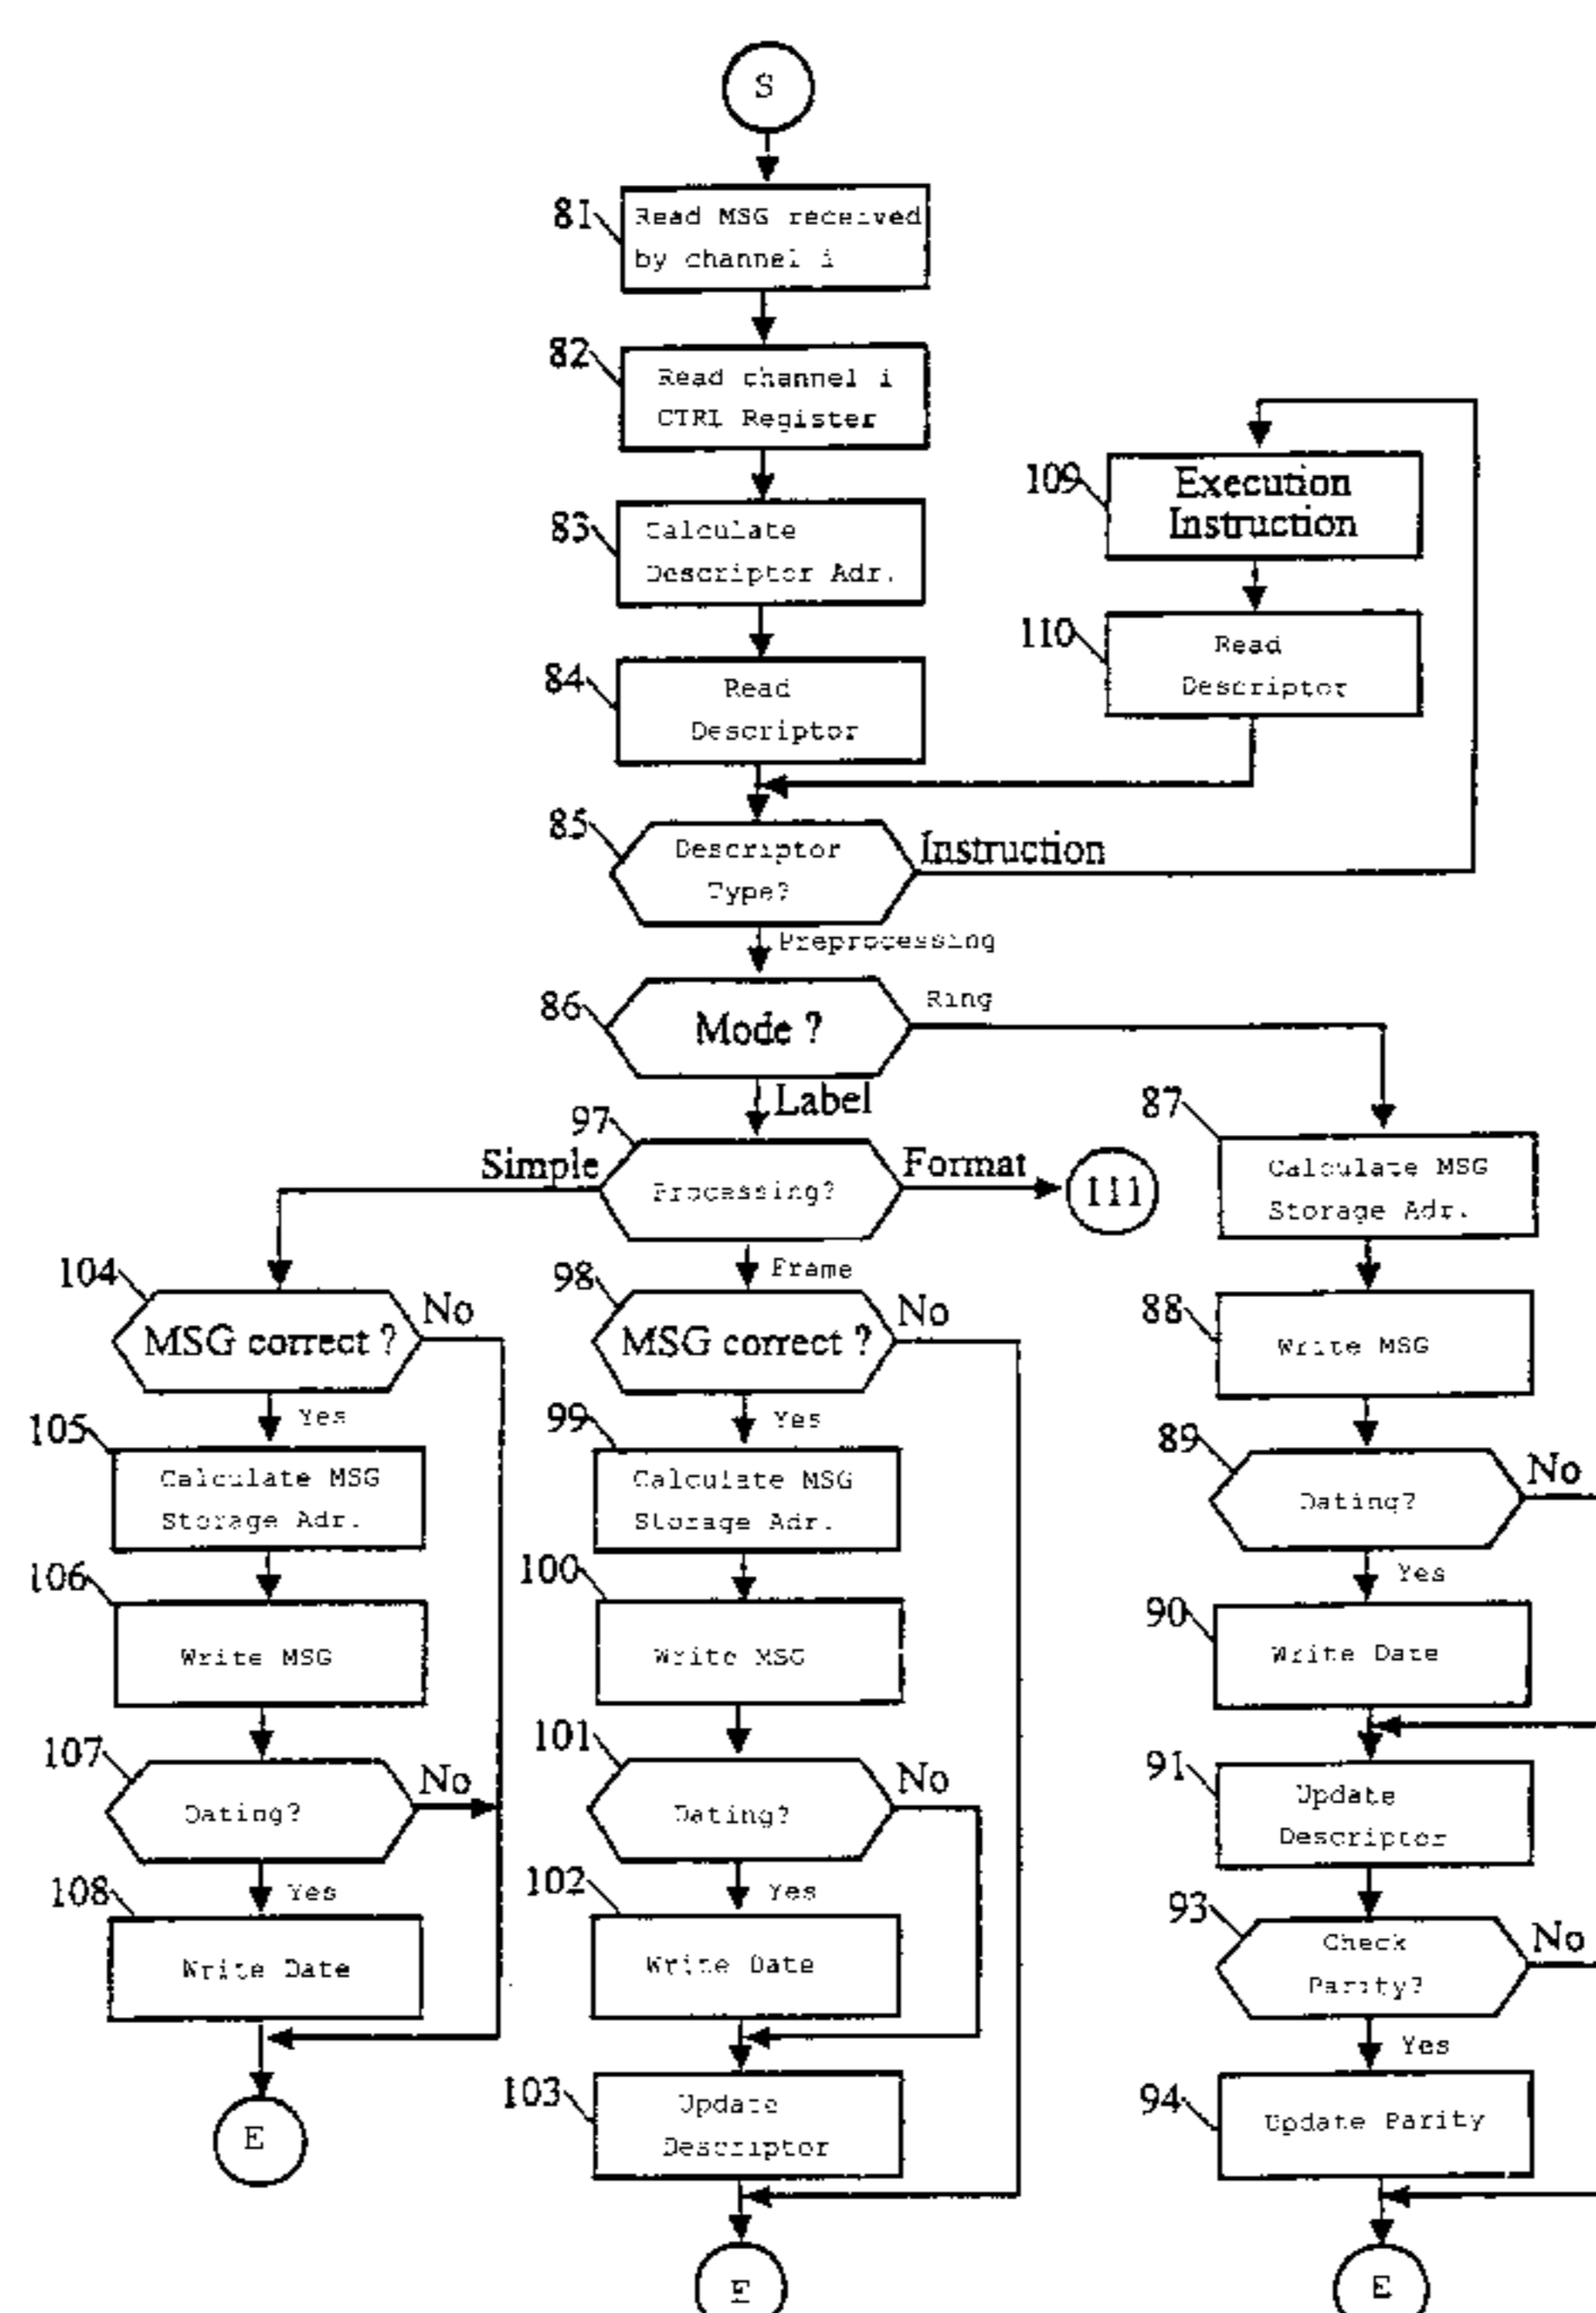 S
81
Read MSG received
by channel i
82
Read channel i
CTRL Register
109
Execution
Instruction
83
Calculate
Descriptor Adr.
110
Read
Descriptor
84
Read
Descriptor
85
Descriptor
Type?
Instruction
Preprocessing
86
Mode ?
Ring
Label
97
Simple
Processing?
Format
111
87
Calculate MSG
Storage Adr.
Frame
104
MSG correct ?
No
98
MSG correct ?
No
88
Write MSG
Yes
Yes
105
Calculate MSG
Storage Adr.
99
Calculate MSG
Storage Adr.
89
Dating?
No
Yes
106
Write MSG
100
Write MSG
90
Write Date
107
Dating?
No
101
Dating?
No
91
Update
Descriptor
Yes
Yes
108
Write Date
102
Write Date
93
Check
Parity?
No
Yes
E
103
Update
Descriptor
94
Update Parity
E
E